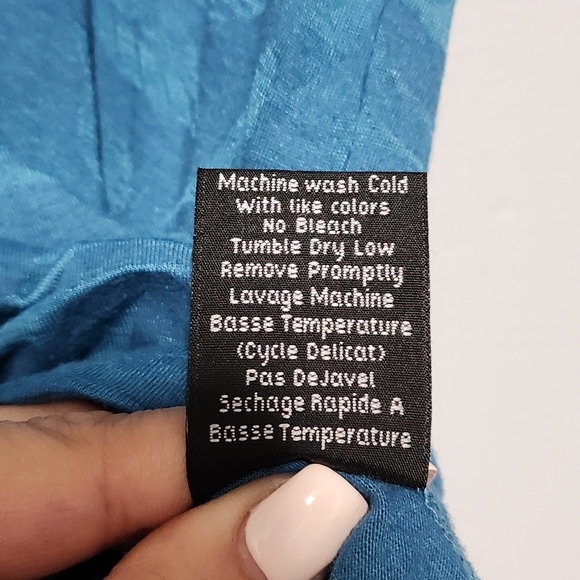 Machine wash Cold
With like colors
No Bleach
Tumble Dry Low
Remove Promptly
Lavage Machine
Basse Temperature
(Cycle Delicat)
Pas DeJavel
Sechage Rapide A
Basse Temperature